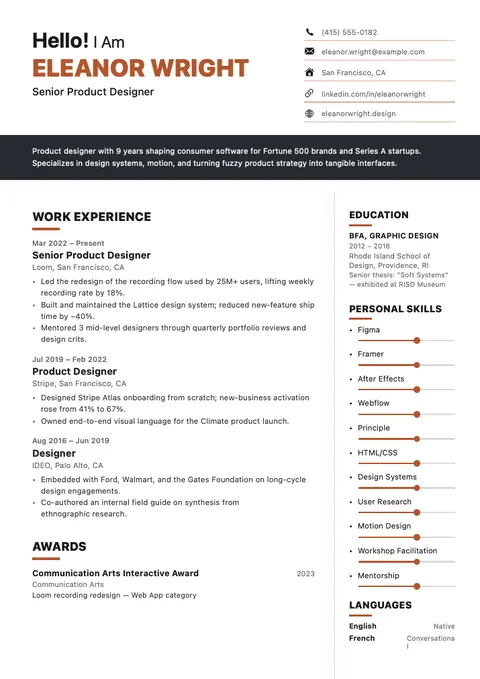 Hello! I Am
ELEANOR WRIGHT
Senior Product Designer
(415) 555-0182
eleanor.wright@example.com
San Francisco, CA
linkedin.com/in/eleanorwright
eleanorwright.design
Product designer with 9 years shaping consumer software for Fortune 500 brands and Series A startups.
Specializes in design systems, motion, and turning fuzzy product strategy into tangible interfaces.
WORK EXPERIENCE
Mar 2022 – Present
Senior Product Designer
Loom, San Francisco, CA
• Led the redesign of the recording flow used by 25M+ users, lifting weekly
recording rate by 18%.
• Built and maintained the Lattice design system; reduced new-feature ship
time by ~40%.
• Mentored 3 mid-level designers through quarterly portfolio reviews and
design crits.
Jul 2019 – Feb 2022
Product Designer
Stripe, San Francisco, CA
• Designed Stripe Atlas onboarding from scratch; new-business activation
rose from 41% to 67%.
• Owned end-to-end visual language for the Climate product launch.
Aug 2016 – Jun 2019
Designer
IDEO, Palo Alto, CA
• Embedded with Ford, Walmart, and the Gates Foundation on long-cycle
design engagements.
• Co-authored an internal field guide on synthesis from
ethnographic research.
AWARDS
Communication Arts Interactive Award 2023
Communication Arts
Loom recording redesign — Web App category
EDUCATION
BFA, GRAPHIC DESIGN
2012 – 2016
Rhode Island School of
Design, Providence, RI
Senior thesis: "Soft Systems"
— exhibited at RISD Museum
PERSONAL SKILLS
• Figma
• Framer
• After Effects
• Webflow
• Principle
• HTML/CSS
• Design Systems
• User Research
• Motion Design
• Workshop Facilitation
• Mentorship
LANGUAGES
English Native
French Conversationa
l